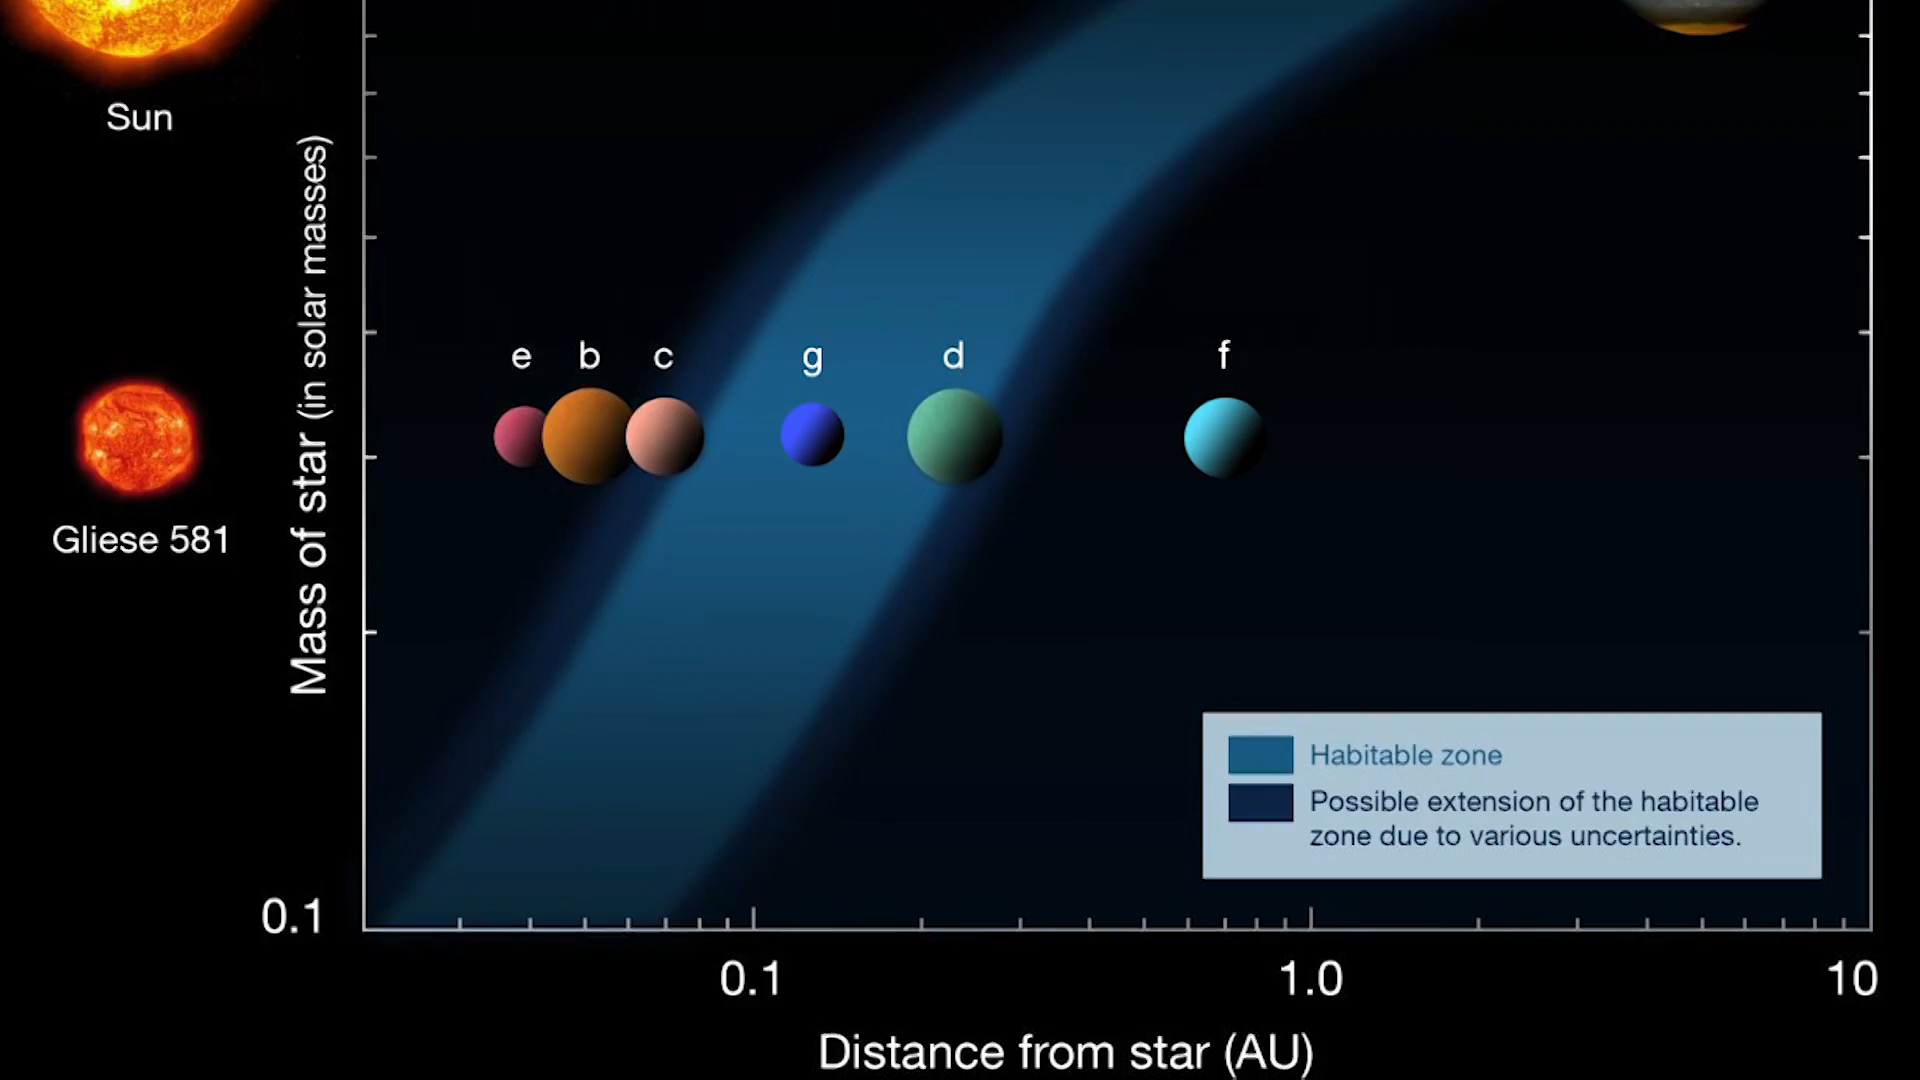 Sun
Mass of star (in solar masses)
e b c g d f
Gliese 581
Habitable zone
Possible extension of the habitable
zone due to various uncertainties.
0.1
0.1 1.0 10
Distance from star (AU)